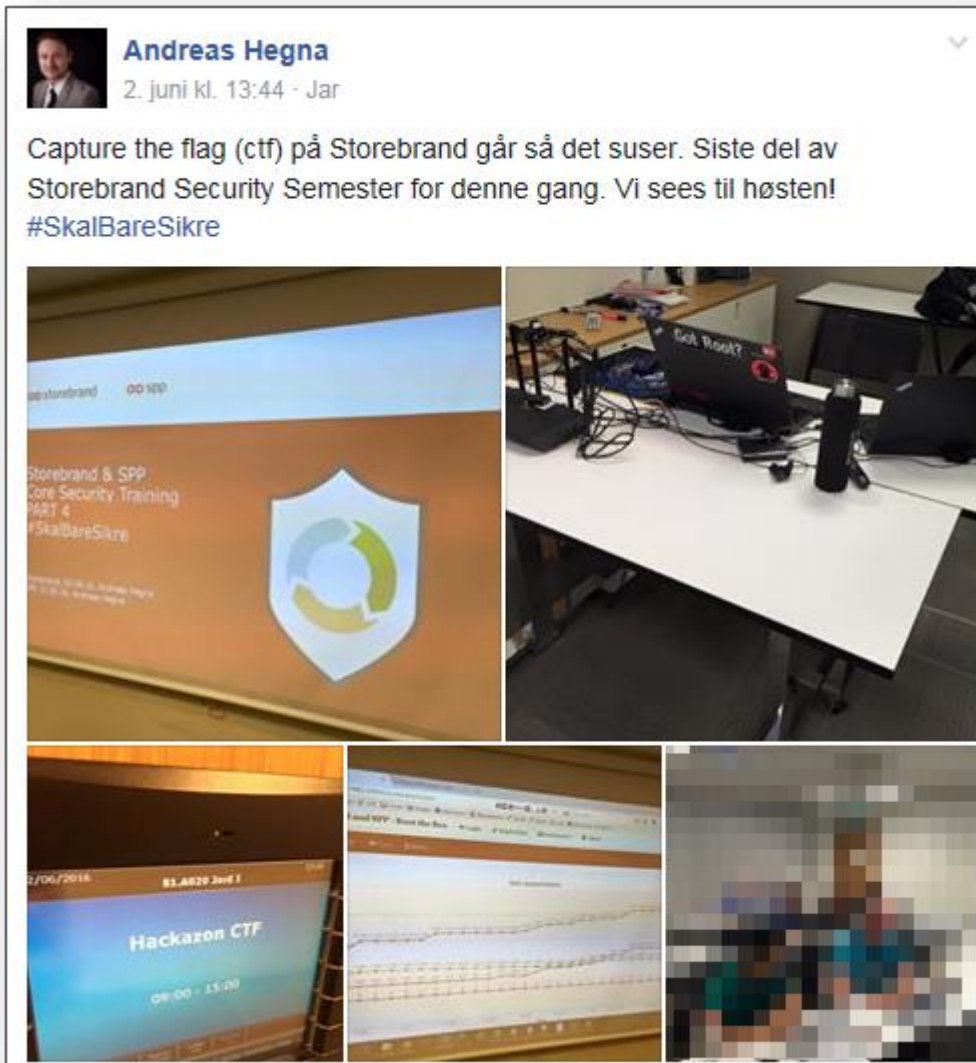 Andreas Hegna
2. juni kl. 13:44 · Jar
Capture the flag (ctf) på Storebrand går så det suser. Siste del av
Storebrand Security Semester for denne gang. Vi sees til høsten!
#SkalBareSikre
storebrand spp
Storebrand & SPP
Core Security Training
PART 4
#SkalBareSikre
Got Root?
2/06/2016
Hackazon CTF
09:00 - 15:00